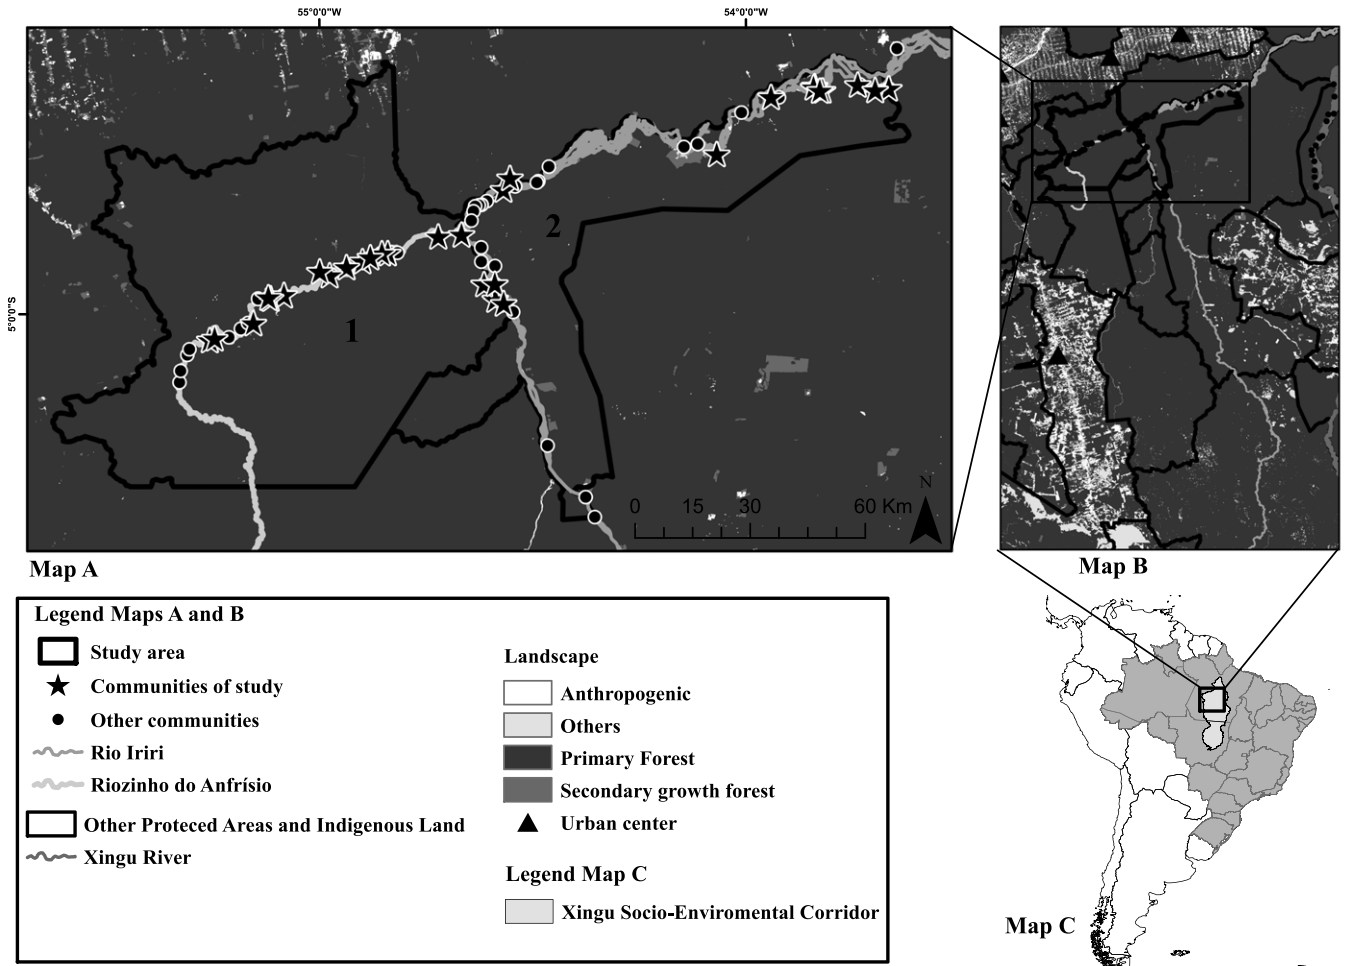 55°0'0"W
54°0'0"W
5°0'0"S
1
2
N
0 15 30 60 Km
Map A
Map B
Legend Maps A and B
Study area
Communities of study
Other communities
Rio Iriri
Riozinho do Anfrísio
Other Proteced Areas and Indigenous Land
Xingu River
Landscape
Anthropogenic
Others
Primary Forest
Secondary growth forest
Urban center
Legend Map C
Xingu Socio-Enviromental Corridor
Map C